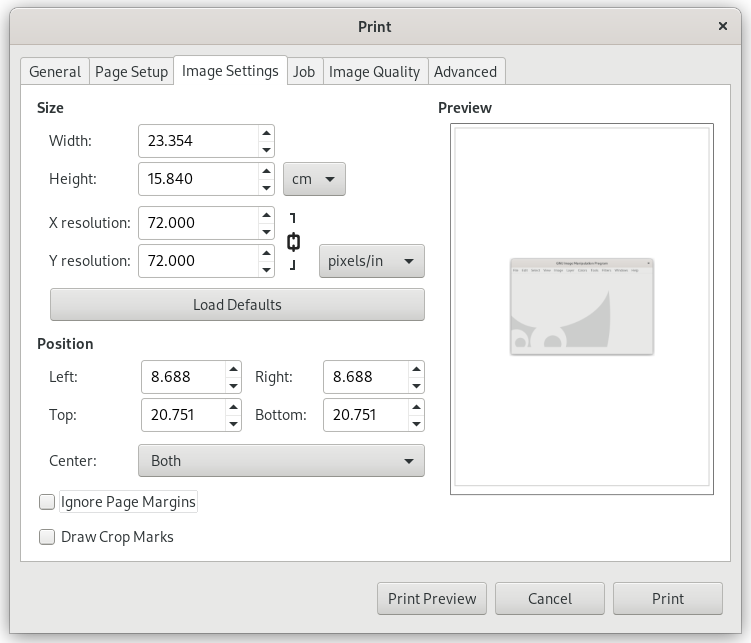 Print
General Page Setup Image Settings Job Image Quality Advanced
Size
Width: 23.354
Height: 15.840 cm
X resolution: 72.000
Y resolution: 72.000 pixels/in
Load Defaults
Position
Left: 8.688 Right: 8.688
Top: 20.751 Bottom: 20.751
Center: Both
Ignore Page Margins
Draw Crop Marks
Preview
GNU Image Manipulation Program
File Edit Select View Image Layer Colors Tools Filters Windows Help
Print Preview Cancel Print